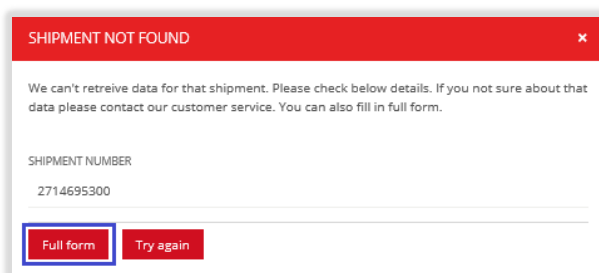 SHIPMENT NOT FOUND ×
We can't retreive data for that shipment. Please check below details. If you not sure about that
data please contact our customer service. You can also fill in full form.
SHIPMENT NUMBER
2714695300
Full form Try again